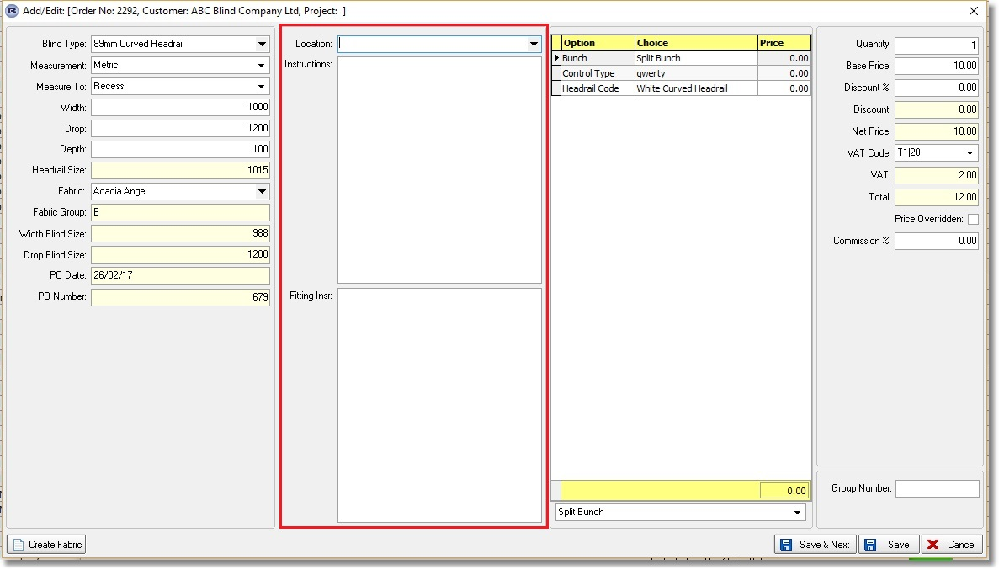 Add/Edit: [Order No: 2292, Customer: ABC Blind Company Ltd, Project:  ]
Blind Type: 89mm Curved Headrail
Measurement: Metric
Measure To: Recess
Width: 1000
Drop: 1200
Depth: 100
Headrail Size: 1015
Fabric: Acacia Angel
Fabric Group: B
Width Blind Size: 988
Drop Blind Size: 1200
PO Date: 26/02/17
PO Number: 679
Location:
Instructions:
Fitting Insr:
Option Choice Price
Bunch Split Bunch 0.00
Control Type qwerty 0.00
Headrail Code White Curved Headrail 0.00
0.00
Split Bunch
Quantity: 1
Base Price: 10.00
Discount %: 0.00
Discount: 0.00
Net Price: 10.00
VAT Code: T1|20
VAT: 2.00
Total: 12.00
Price Overridden:
Commission %: 0.00
Group Number:
Create Fabric
Save & Next
Save
Cancel